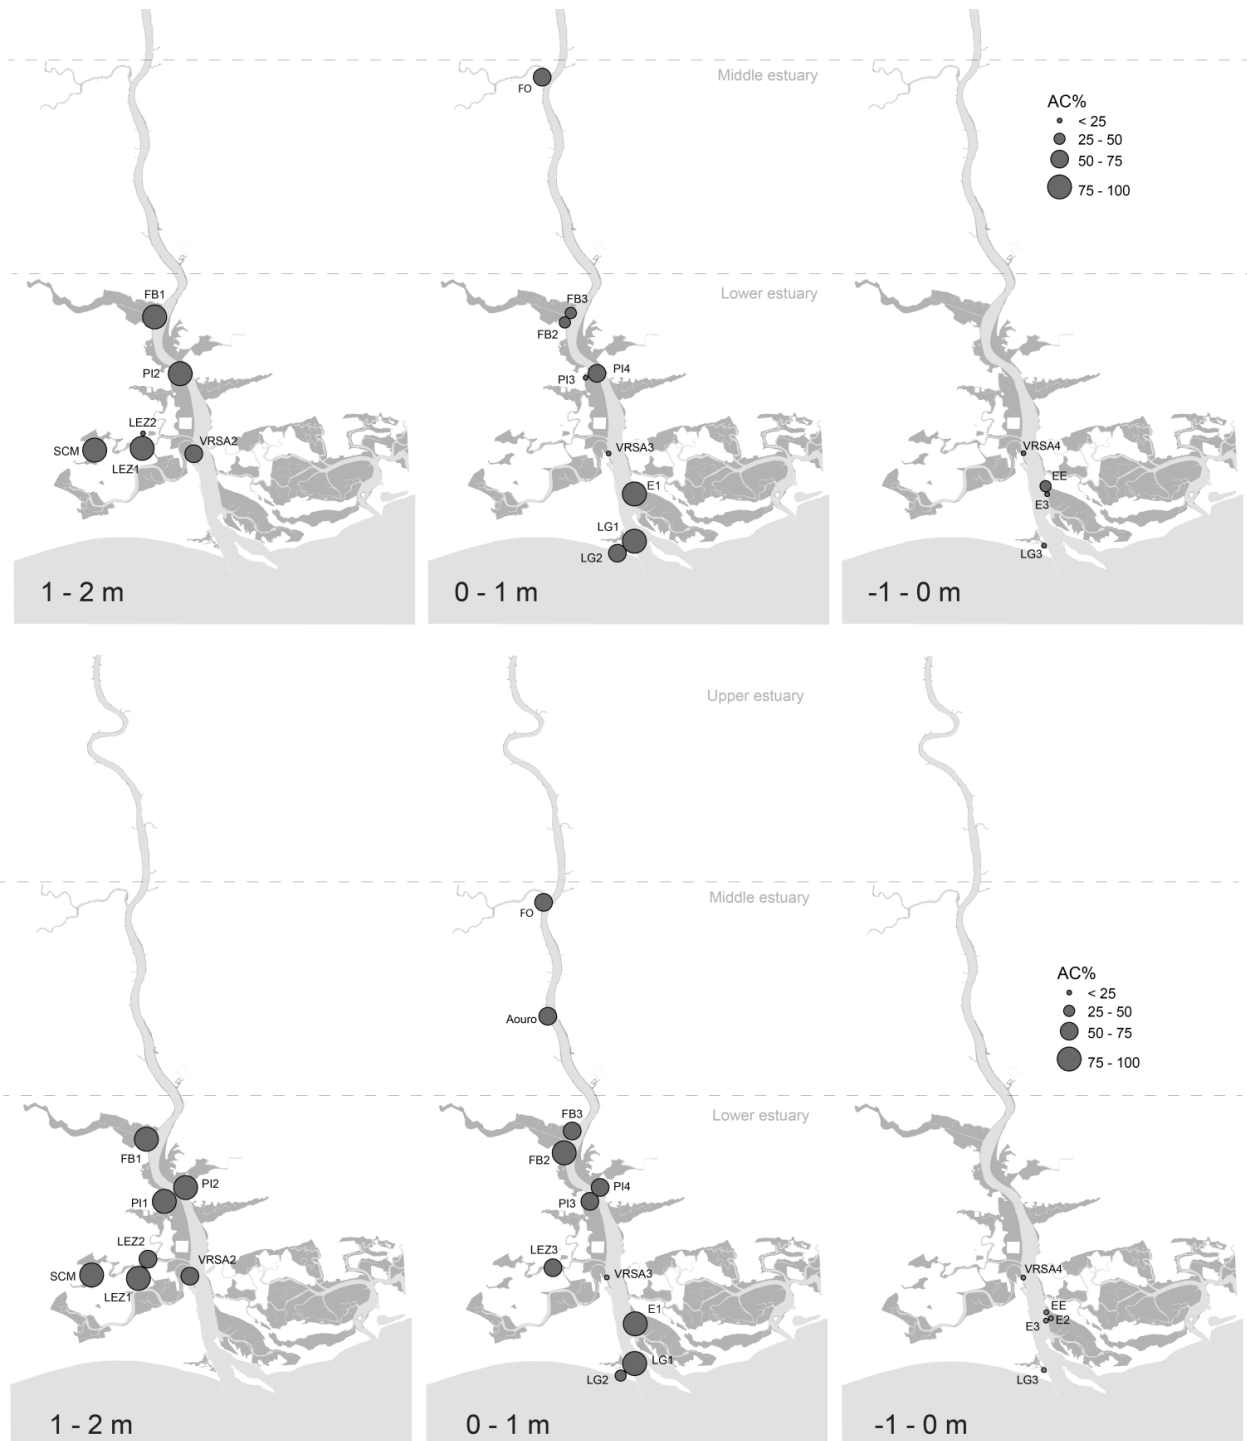 Middle estuary
FO
AC%
< 25
25 - 50
50 - 75
75 - 100
Lower estuary
FB1
PI2
LEZ2
SCM
LEZ1
VRSA2
FB3
FB2
PI4
PI3
VRSA3
E1
LG1
LG2
VRSA4
EE
E3
LG3
1 - 2 m
0 - 1 m
-1 - 0 m
Upper estuary
Middle estuary
FO
Aouro
AC%
< 25
25 - 50
50 - 75
75 - 100
Lower estuary
FB1
PI2
PI1
LEZ2
VRSA2
SCM
LEZ1
FB3
FB2
PI4
PI3
LEZ3
VRSA3
E1
LG1
LG2
VRSA4
EE
E2
E3
LG3
1 - 2 m
0 - 1 m
-1 - 0 m